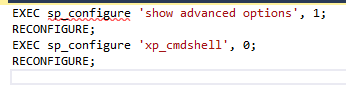 EXEC sp_configure 'show advanced options', 1;
RECONFIGURE;
EXEC sp_configure 'xp_cmdshell', 0;
RECONFIGURE;